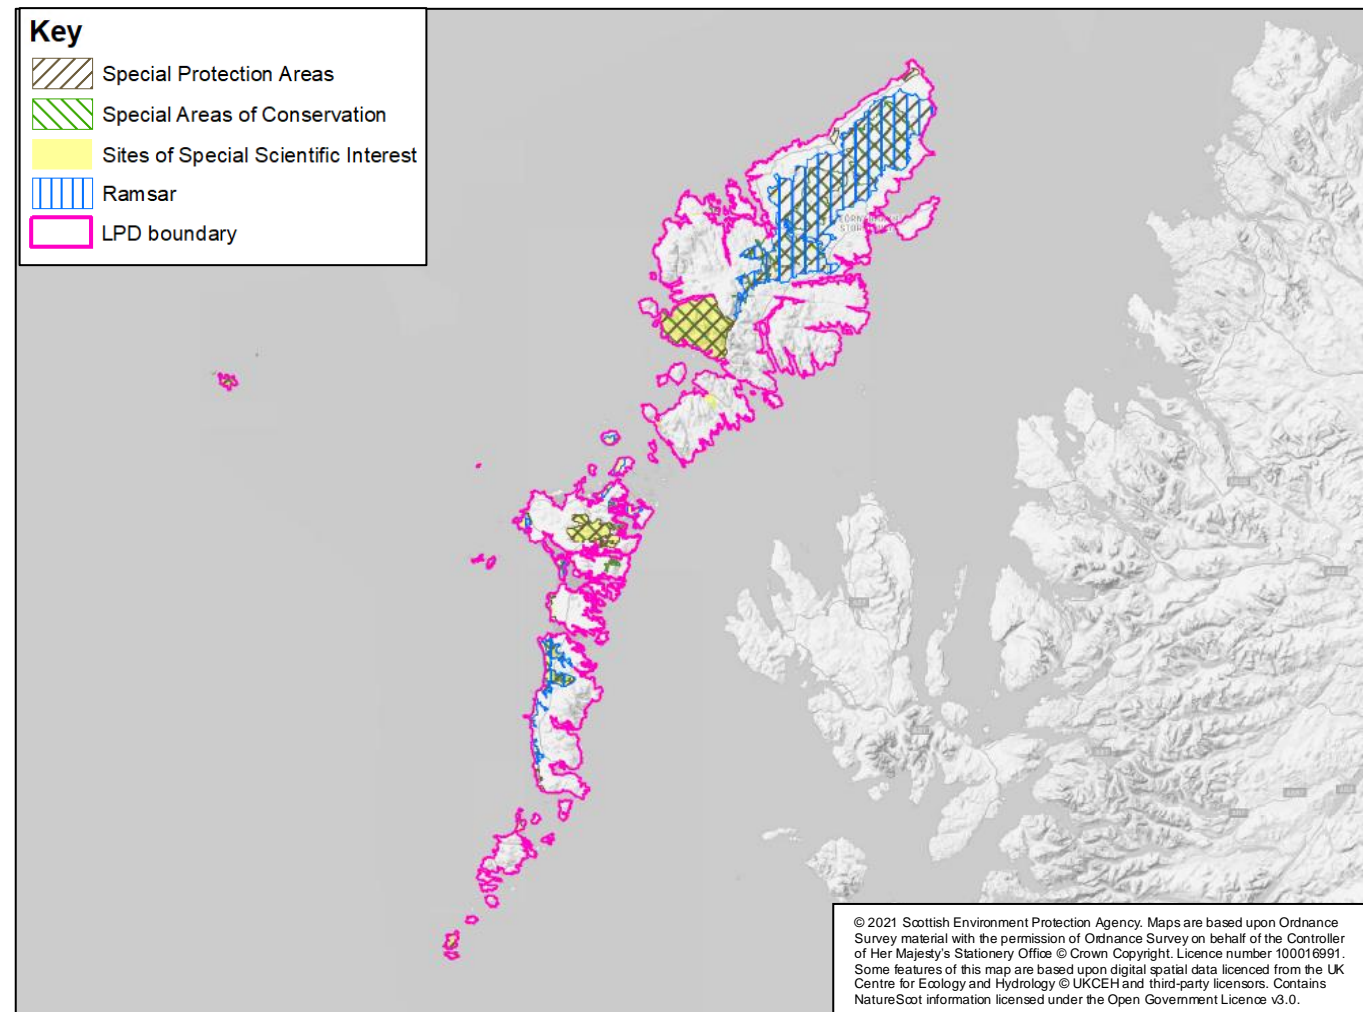 Key
Special Protection Areas
Special Areas of Conservation
Sites of Special Scientific Interest
Ramsar
LPD boundary
© 2021 Scottish Environment Protection Agency. Maps are based upon Ordnance
Survey material with the permission of Ordnance Survey on behalf of the Controller
of Her Majesty's Stationery Office © Crown Copyright. Licence number 100016991.
Some features of this map are based upon digital spatial data licenced from the UK
Centre for Ecology and Hydrology © UKCEH and third-party licensors. Contains
NatureScot information licensed under the Open Government Licence v3.0.